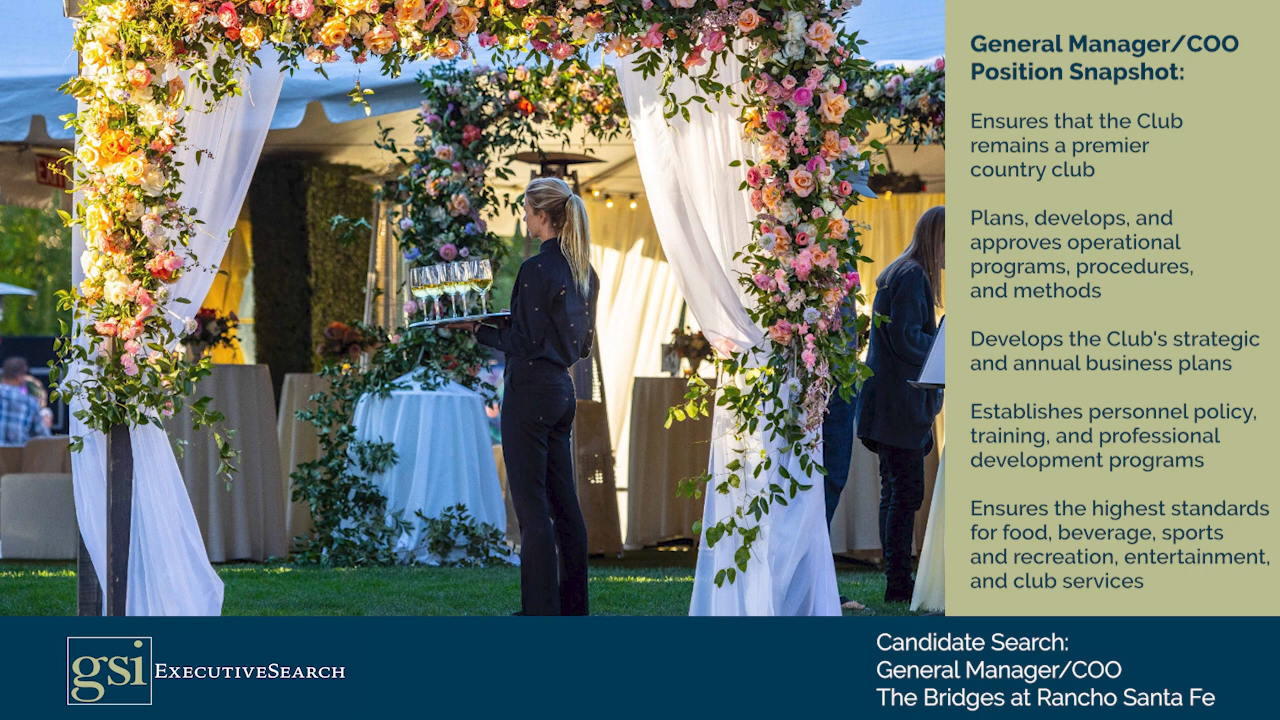 General Manager/COO
Position Snapshot:
Ensures that the Club
remains a premier
country club
Plans, develops, and
approves operational
programs, procedures,
and methods
Develops the Club's strategic
and annual business plans
Establishes personnel policy,
training, and professional
development programs
Ensures the highest standards
for food, beverage, sports
and recreation, entertainment,
and club services
gsi ExecutiveSearch
Candidate Search:
General Manager/COO
The Bridges at Rancho Santa Fe